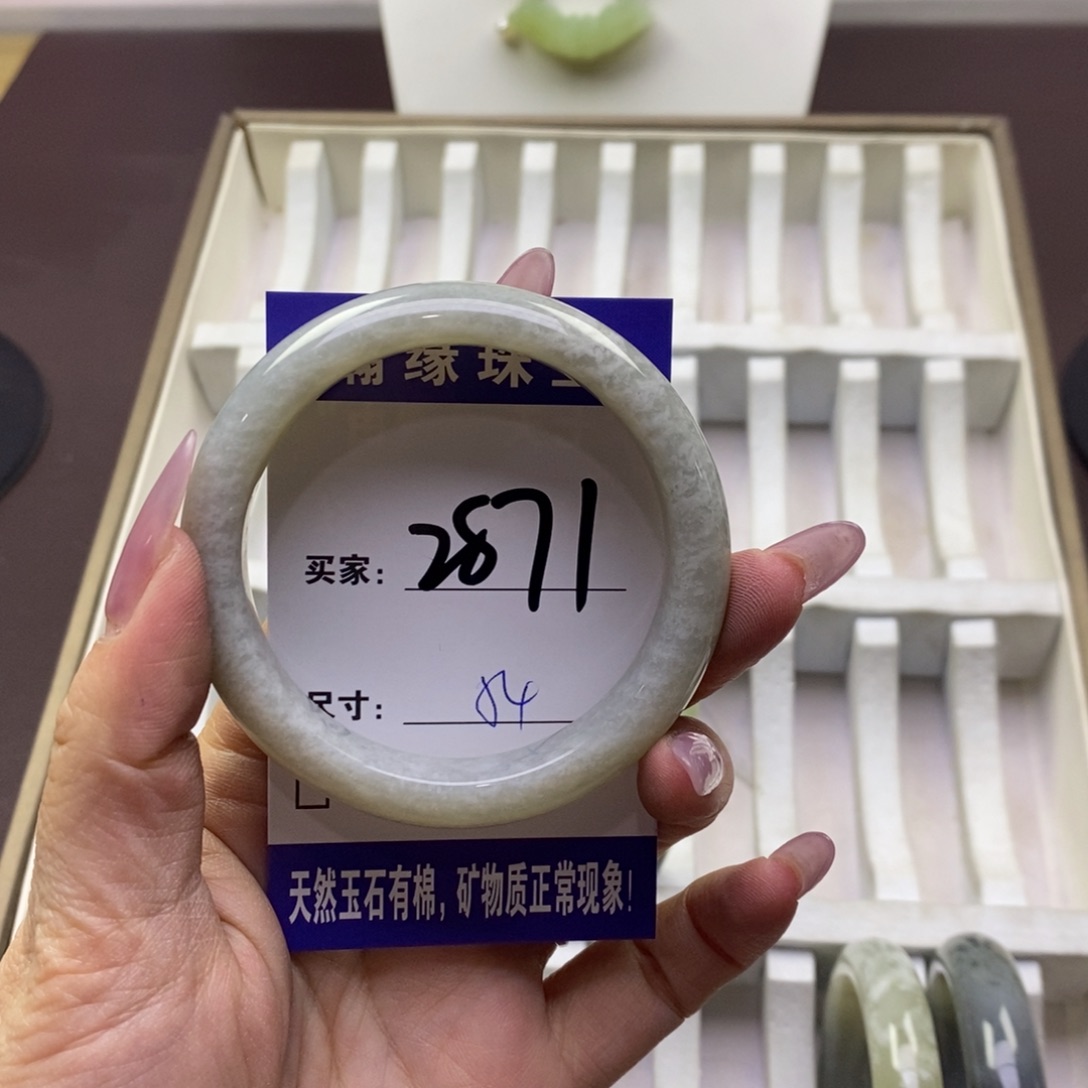 缘珠
买家: 2871
尺寸: 54
天然玉石有棉, 矿物质正常现象!